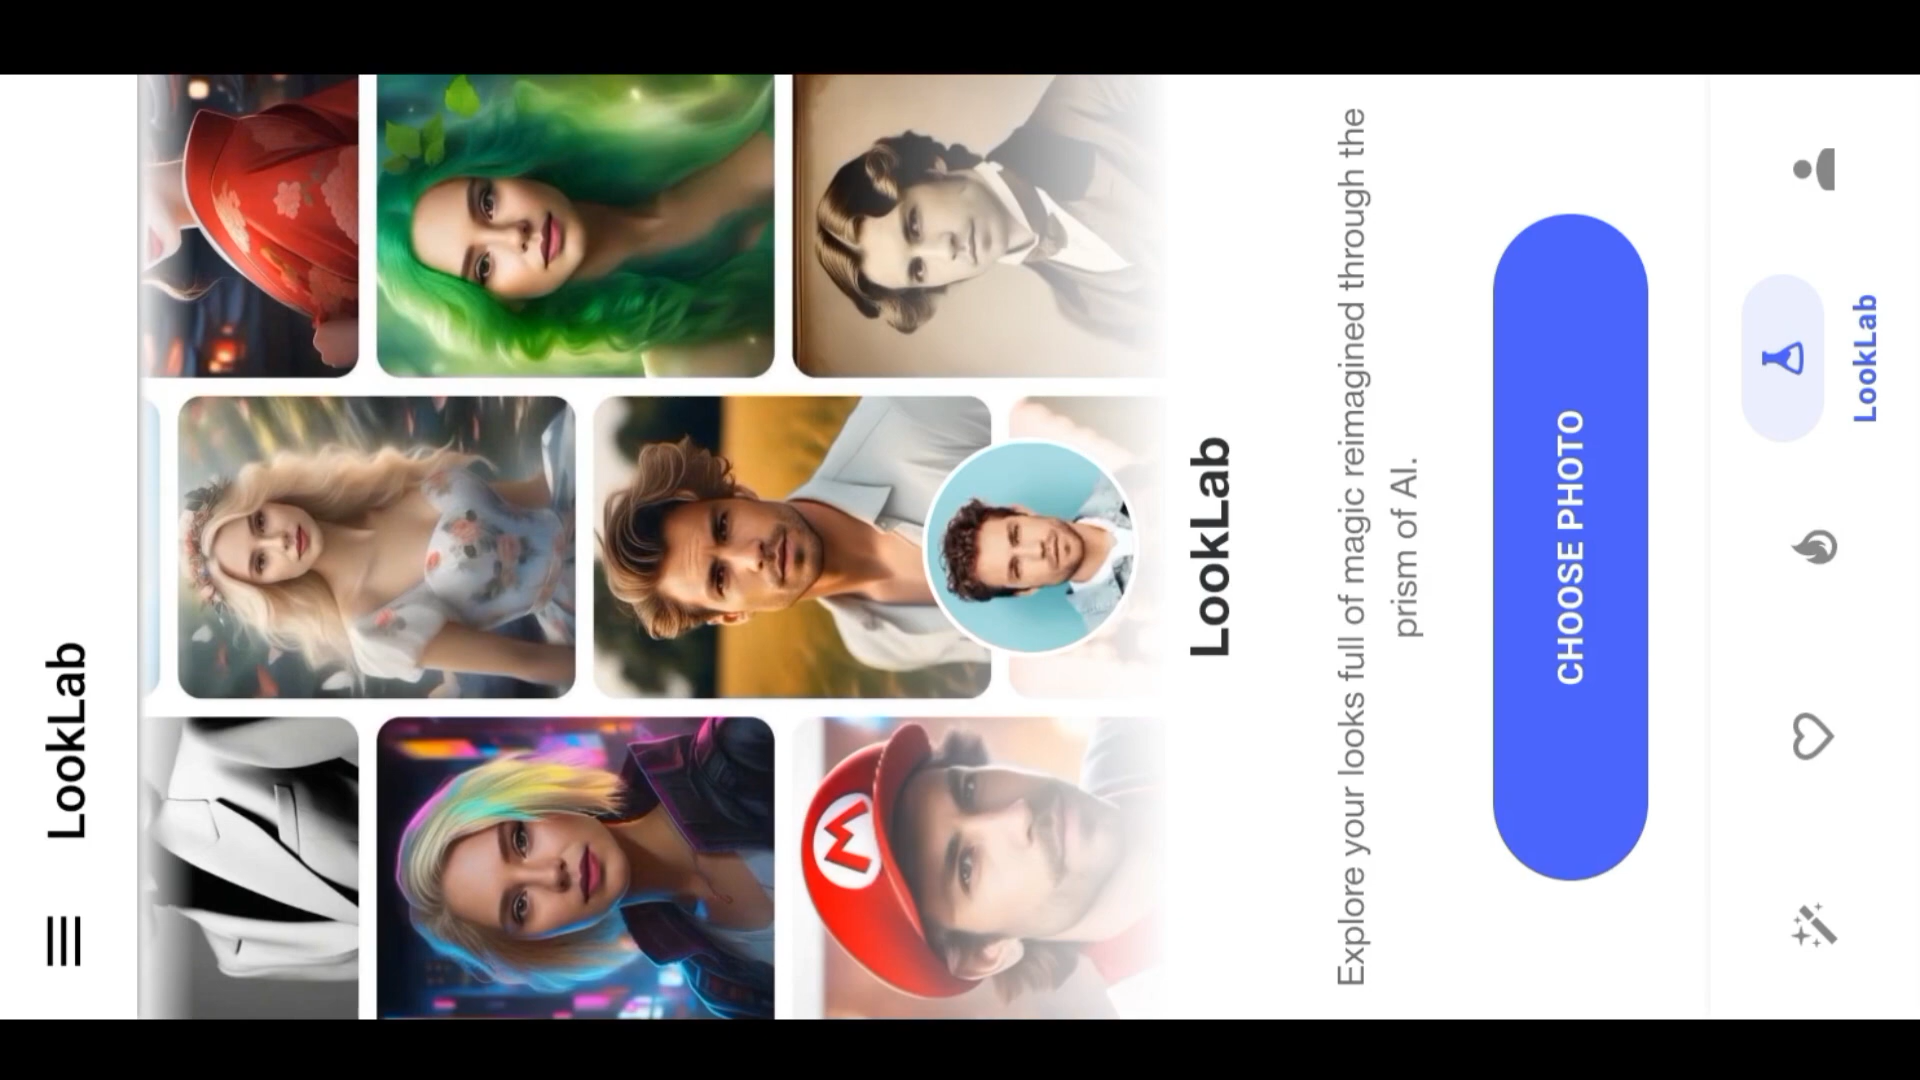 LookLab
M
LookLab
Explore your looks full of magic reimagined through the
prism of AI.
CHOOSE PHOTO
LookLab